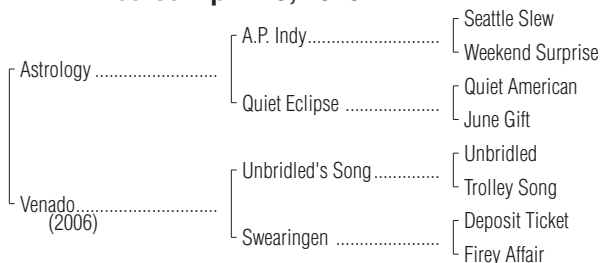 Seattle Slew
A.P. Indy
Weekend Surprise
Astrology
Quiet American
Quiet Eclipse
June Gift
Unbridled
Unbridled's Song
Trolley Song
Venado
(2006)
Deposit Ticket
Swearingen
Firey Affair